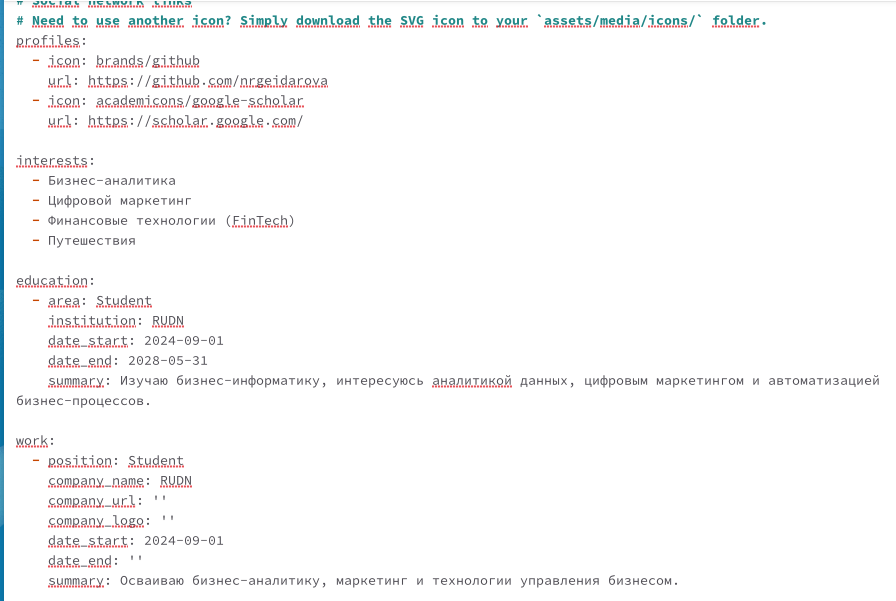 # Social network links
# Need to use another icon? Simply download the SVG icon to your `assets/media/icons/` folder.
profiles:
  - icon: brands/github
    url: https://github.com/nrgeidarova
  - icon: academicons/google-scholar
    url: https://scholar.google.com/

interests:
  - Бизнес-аналитика
  - Цифровой маркетинг
  - Финансовые технологии (FinTech)
  - Путешествия

education:
  - area: Student
    institution: RUDN
    date_start: 2024-09-01
    date_end: 2028-05-31
    summary: Изучаю бизнес-информатику, интересуюсь аналитикой данных, цифровым маркетингом и автоматизацией
бизнес-процессов.

work:
  - position: Student
    company_name: RUDN
    company_url: ''
    company_logo: ''
    date_start: 2024-09-01
    date_end: ''
    summary: Осваиваю бизнес-аналитику, маркетинг и технологии управления бизнесом.